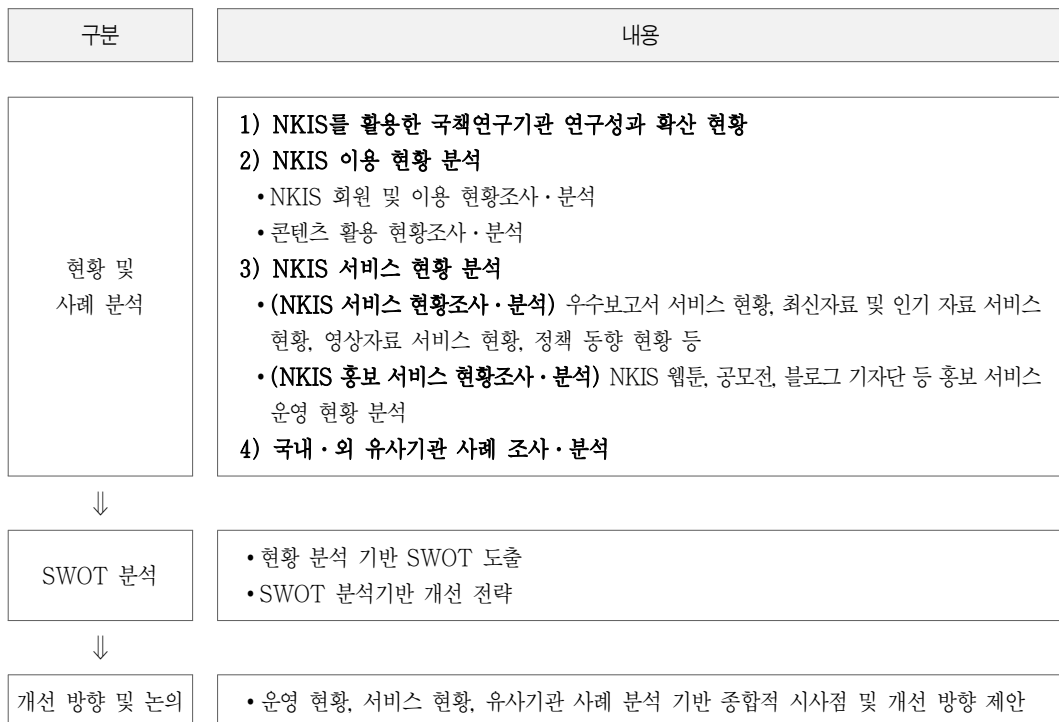 구분
내용
현황 및
사례 분석
1) NKIS를 활용한 국책연구기관 연구성과 확산 현황
2) NKIS 이용 현황 분석
•NKIS 회원 및 이용 현황조사·분석
•콘텐츠 활용 현황조사·분석
3) NKIS 서비스 현황 분석
•(NKIS 서비스 현황조사·분석) 우수보고서 서비스 현황, 최신자료 및 인기 자료 서비스
현황, 영상자료 서비스 현황, 정책 동향 현황 등
•(NKIS 홍보 서비스 현황조사·분석) NKIS 웹툰, 공모전, 블로그 기자단 등 홍보 서비스
운영 현황 분석
4) 국내·외 유사기관 사례 조사·분석
⇓
SWOT 분석
•현황 분석 기반 SWOT 도출
•SWOT 분석기반 개선 전략
⇓
개선 방향 및 논의
•운영 현황, 서비스 현황, 유사기관 사례 분석 기반 종합적 시사점 및 개선 방향 제안